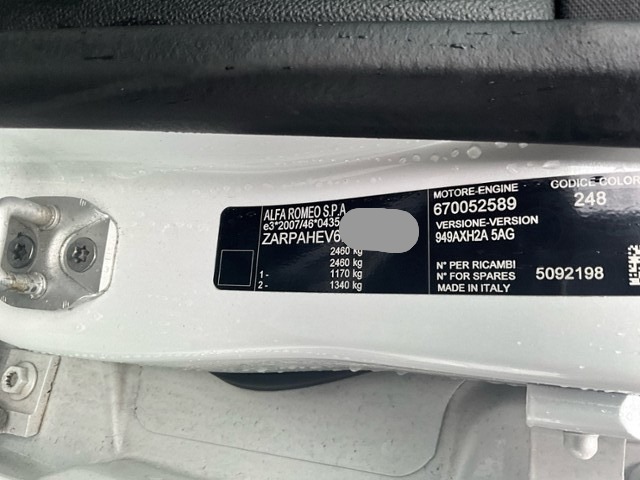 ALFA ROMEO S.P.A.
e3*2007/46*0435
ZARPAHEV6
2460 kg
2460 kg
1- 1170 kg
2- 1340 kg
MOTORE-ENGINE
670052589
VERSIONE-VERSION
949AXH2A 5AG
N° PER RICAMBI
N° FOR SPARES 5092198
MADE IN ITALY
CODICE COLOR
248